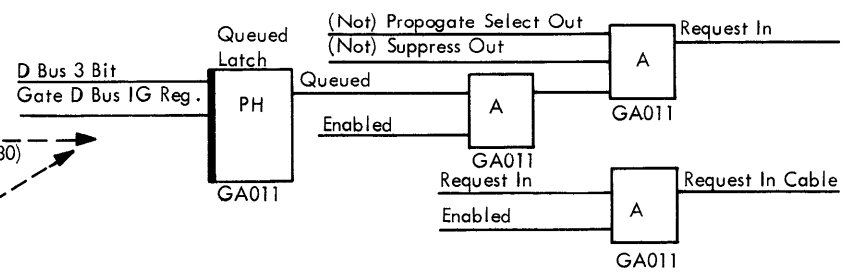 (Not) Propogate Select Out
(Not) Suppress Out
Request In
A
GA011
Queued
Latch
D Bus 3 Bit
Gate D Bus IG Reg.
PH
GA011
Queued
Enabled
A
GA011
80)
Request In
Enabled
A
GA011
Request In Cable